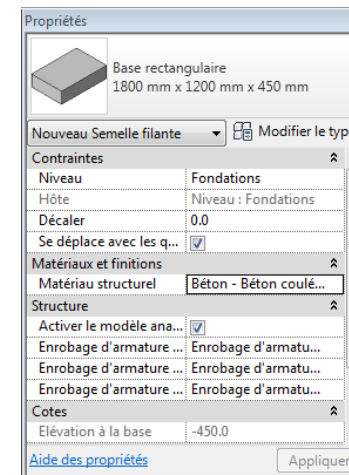 Propriétés
Base rectangulaire
1800 mm x 1200 mm x 450 mm
Nouveau Semelle filante Modifier le typ
Contraintes
Niveau Fondations
Hôte Niveau : Fondations
Décaler 0.0
Se déplace avec les q...
Matériaux et finitions
Matériau structurel Béton - Béton coulé...
Structure
Activer le modèle ana...
Enrobage d'armature ... Enrobage d'armatu...
Enrobage d'armature ... Enrobage d'armatu...
Enrobage d'armature ... Enrobage d'armatu...
Cotes
Elévation à la base -450.0
Aide des propriétés Appliquer